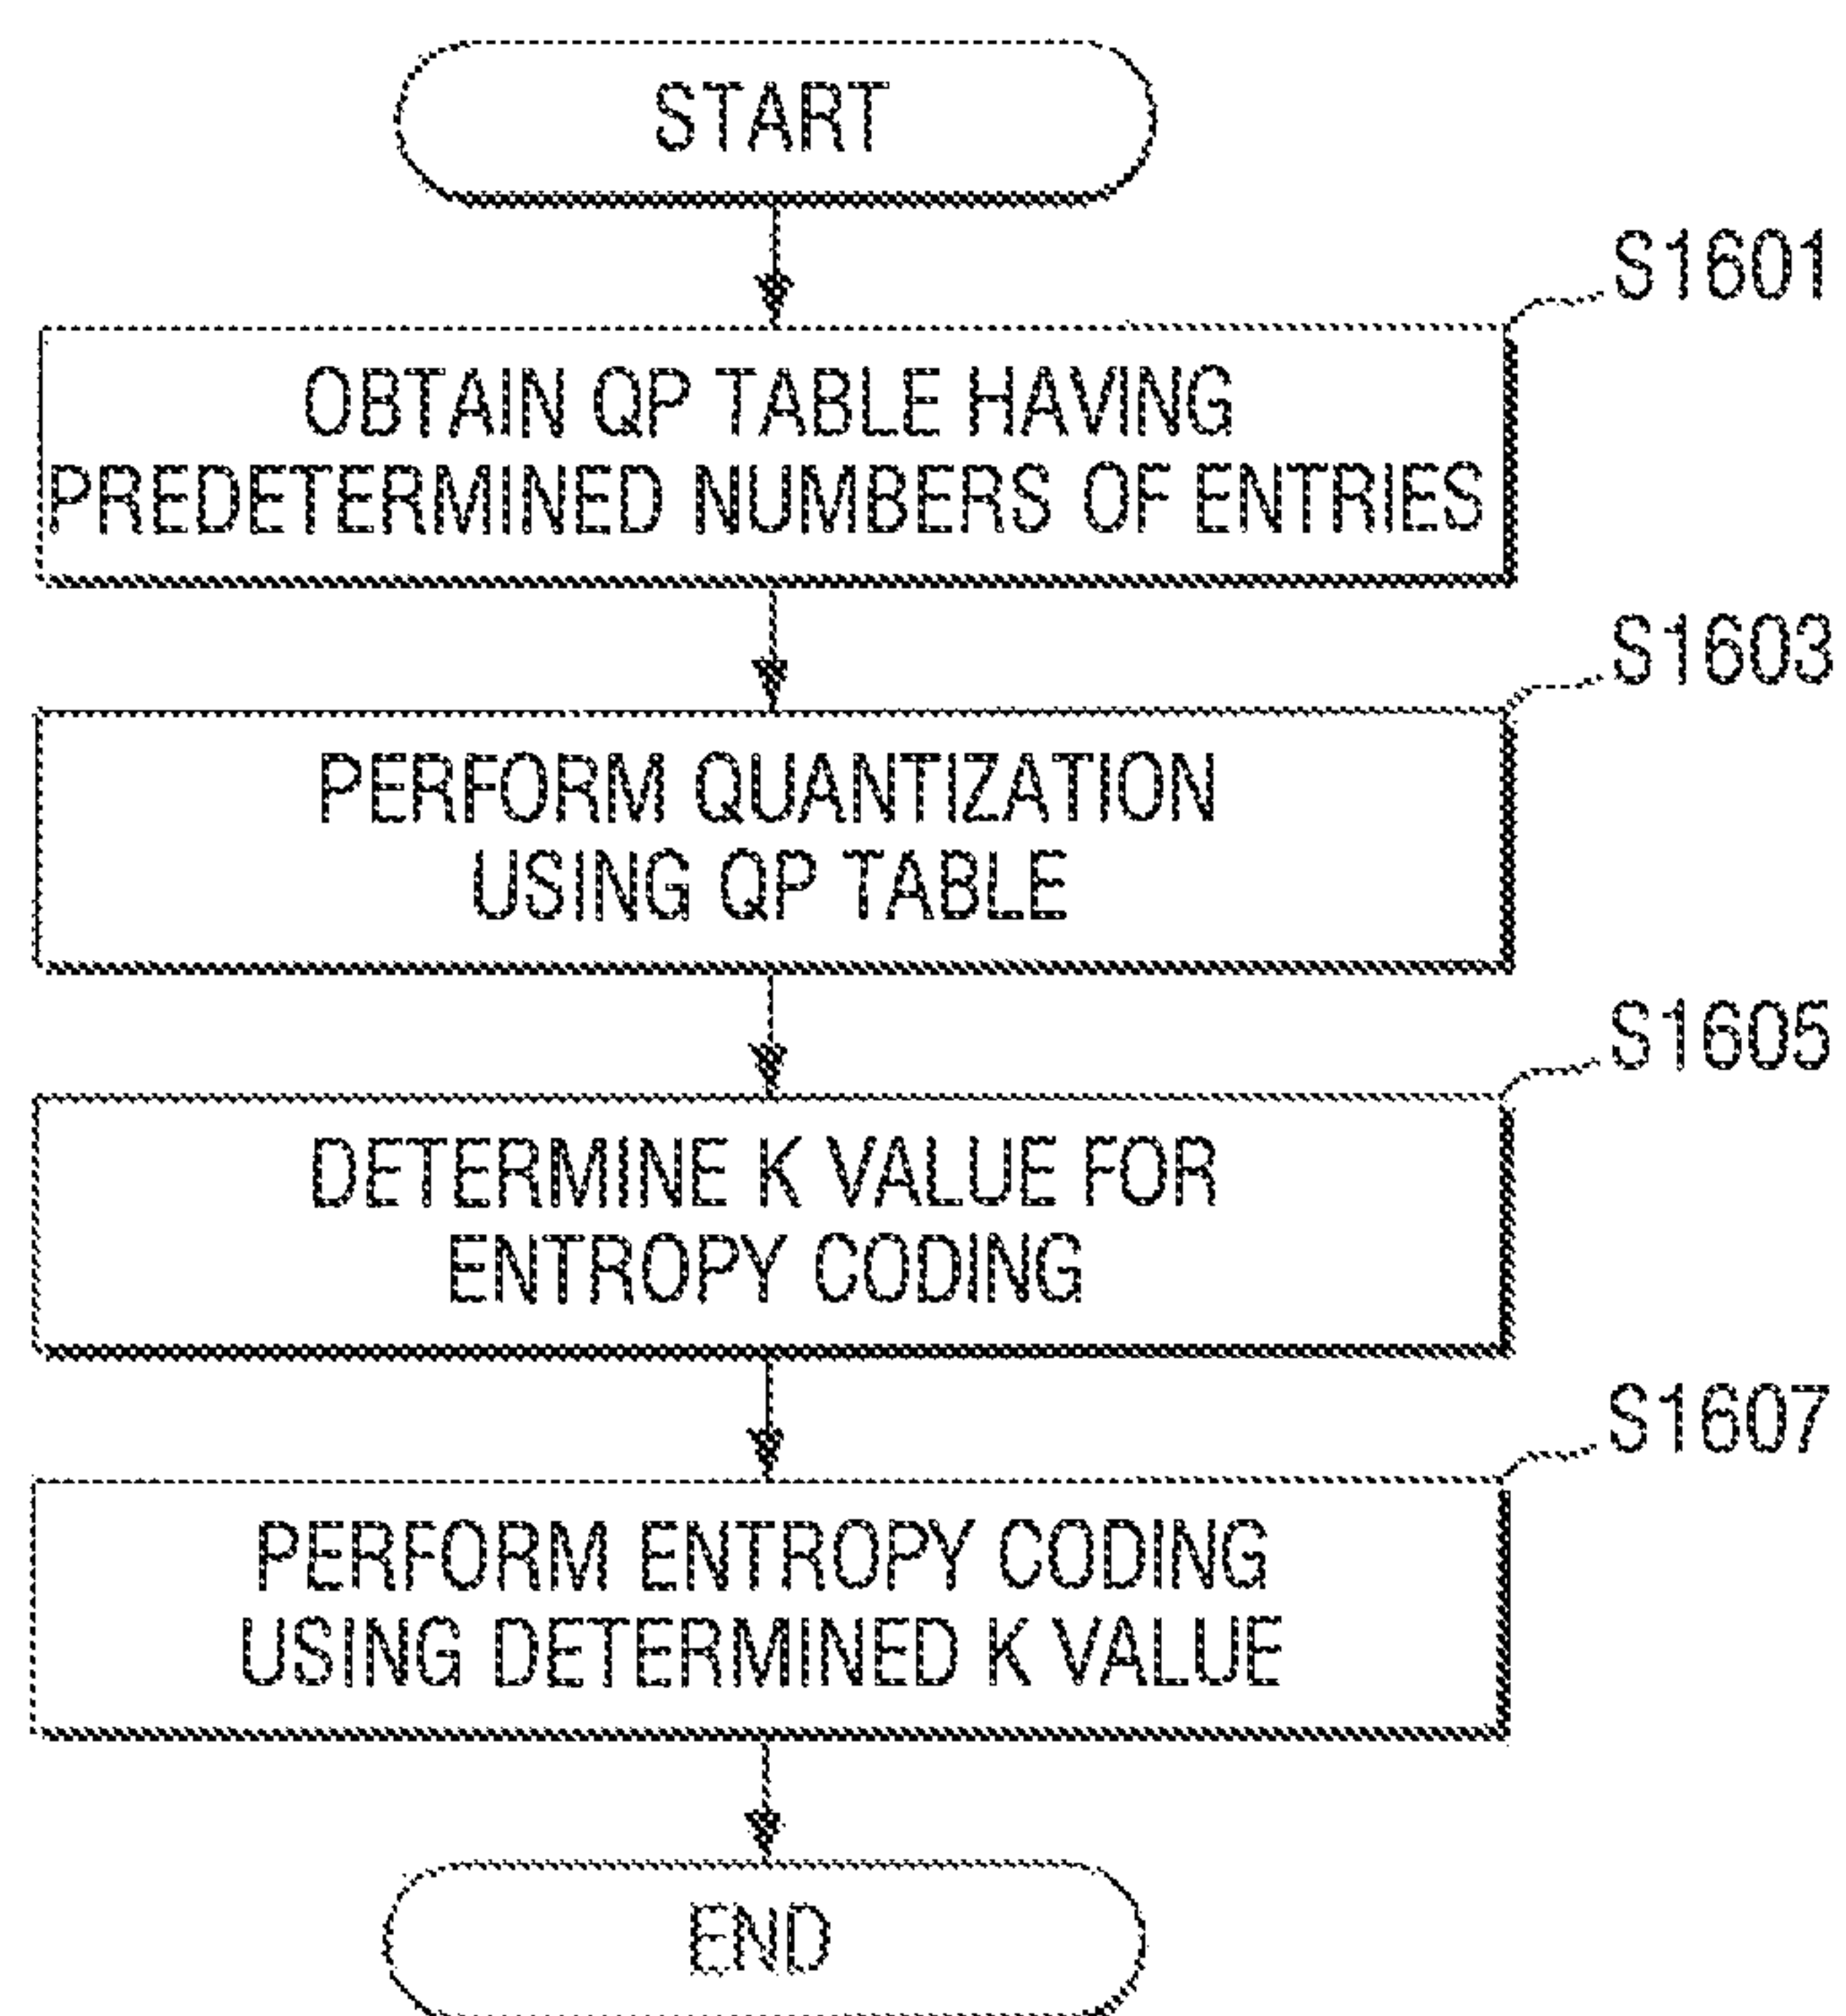 START
S1601
OBTAIN QP TABLE HAVING
PREDETERMINED NUMBERS OF ENTRIES
S1603
PERFORM QUANTIZATION
USING QP TABLE
S1605
DETERMINE K VALUE FOR
ENTROPY CODING
S1607
PERFORM ENTROPY CODING
USING DETERMINED K VALUE
END